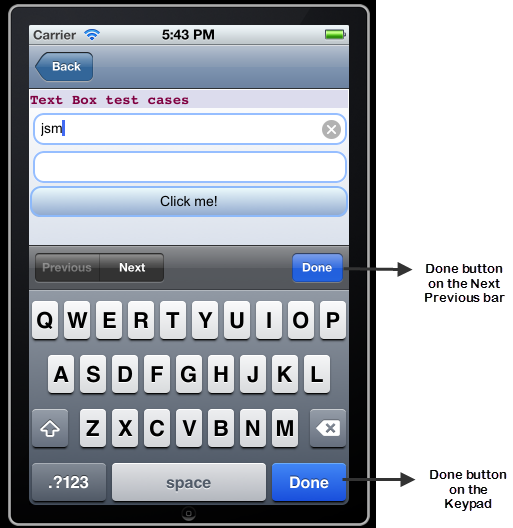 Carrier 5:43 PM
Back
Text Box test cases
jsm
Click me!
Previous Next Done
Done button
on the Next
Previous bar
Q W E R T Y U I O P
A S D F G H J K L
Z X C V B N M
.?123 space Done
Done button
on the
Keypad